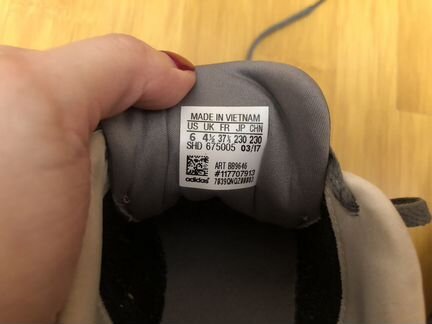 MADE IN VIETNAM
US UK FR JP CHN
6 4½ 37⅓ 230 230
SHD 675005 03/17
ART BB9646
#117707913
adidas